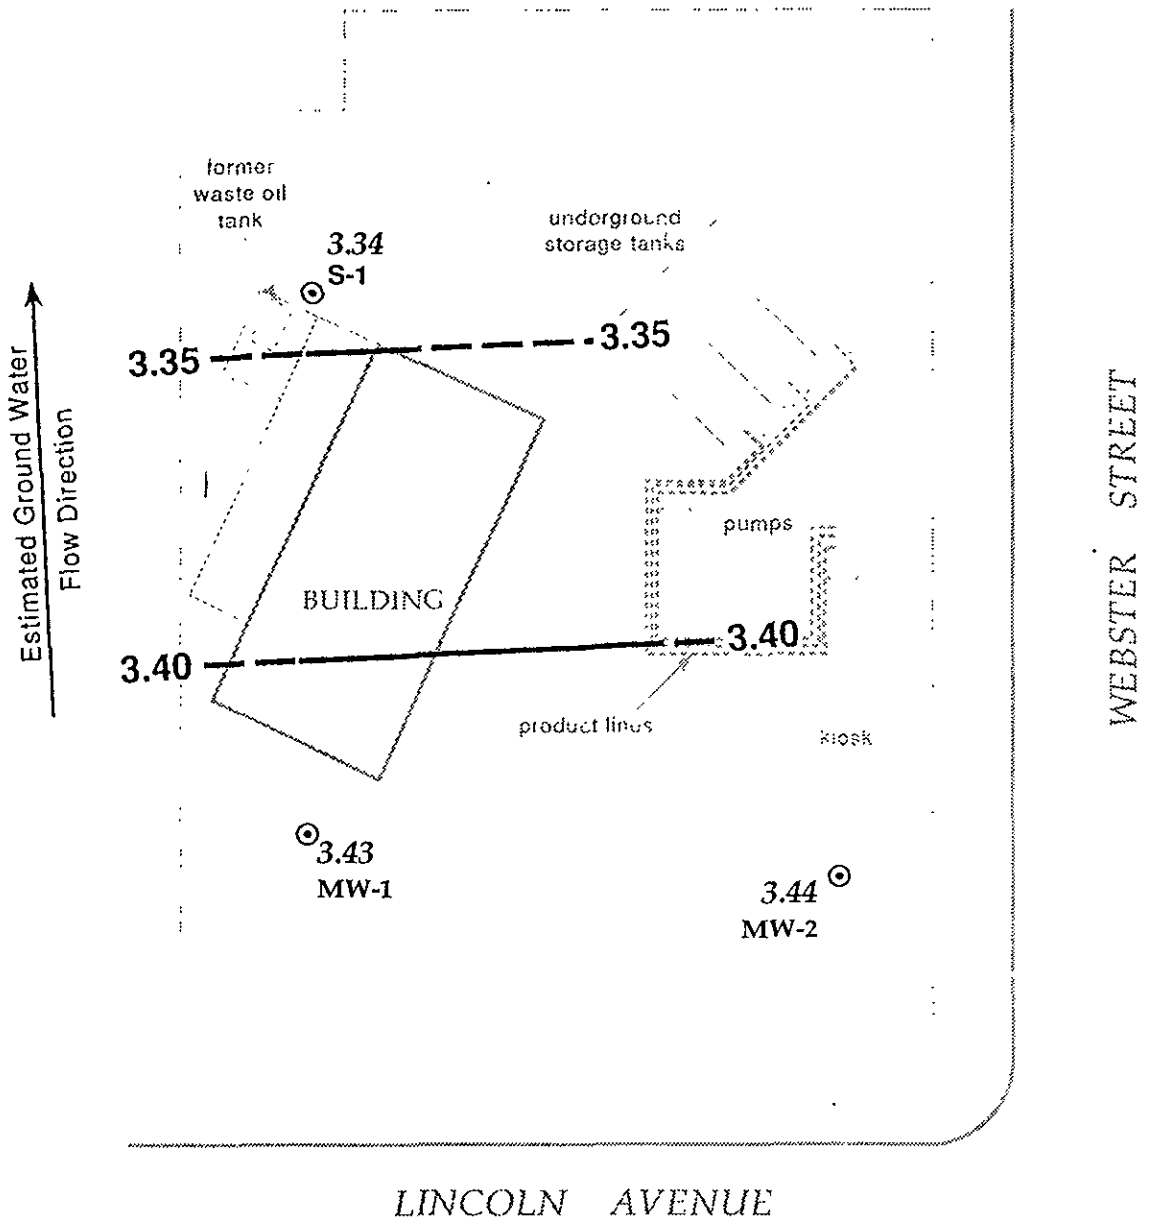 former
waste oil
tank
3.34
S-1
underground
storage tanks
3.35
3.35
Estimated Ground Water
Flow Direction
pumps
BUILDING
3.40
3.40
product lines
kiosk
3.43
MW-1
3.44
MW-2
WEBSTER STREET
LINCOLN AVENUE